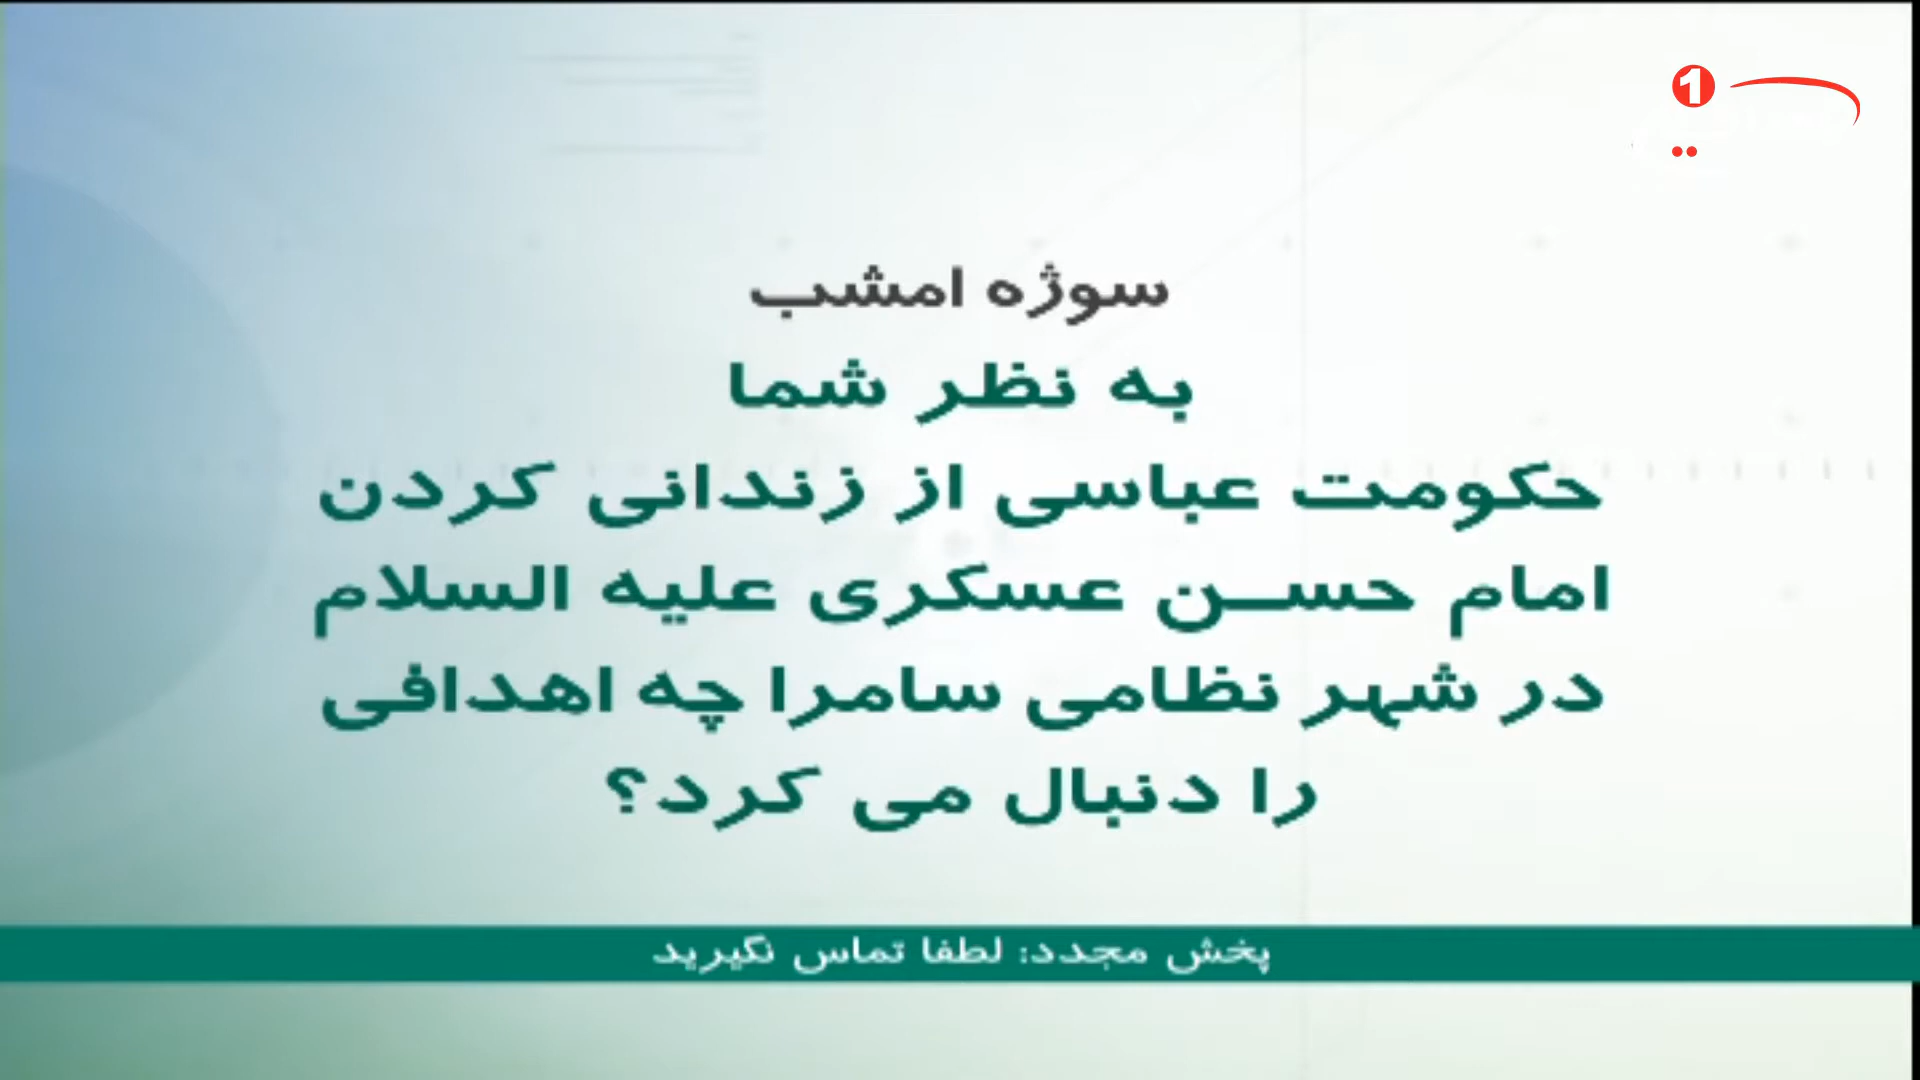 1
سوژه امشب
به نظر شما
حکومت عباسی از زندانی کردن
امام حسن عسکری علیه السلام
در شهر نظامی سامرا چه اهدافی
را دنبال می کرد؟
پخش مجدد: لطفا تماس نگیرید